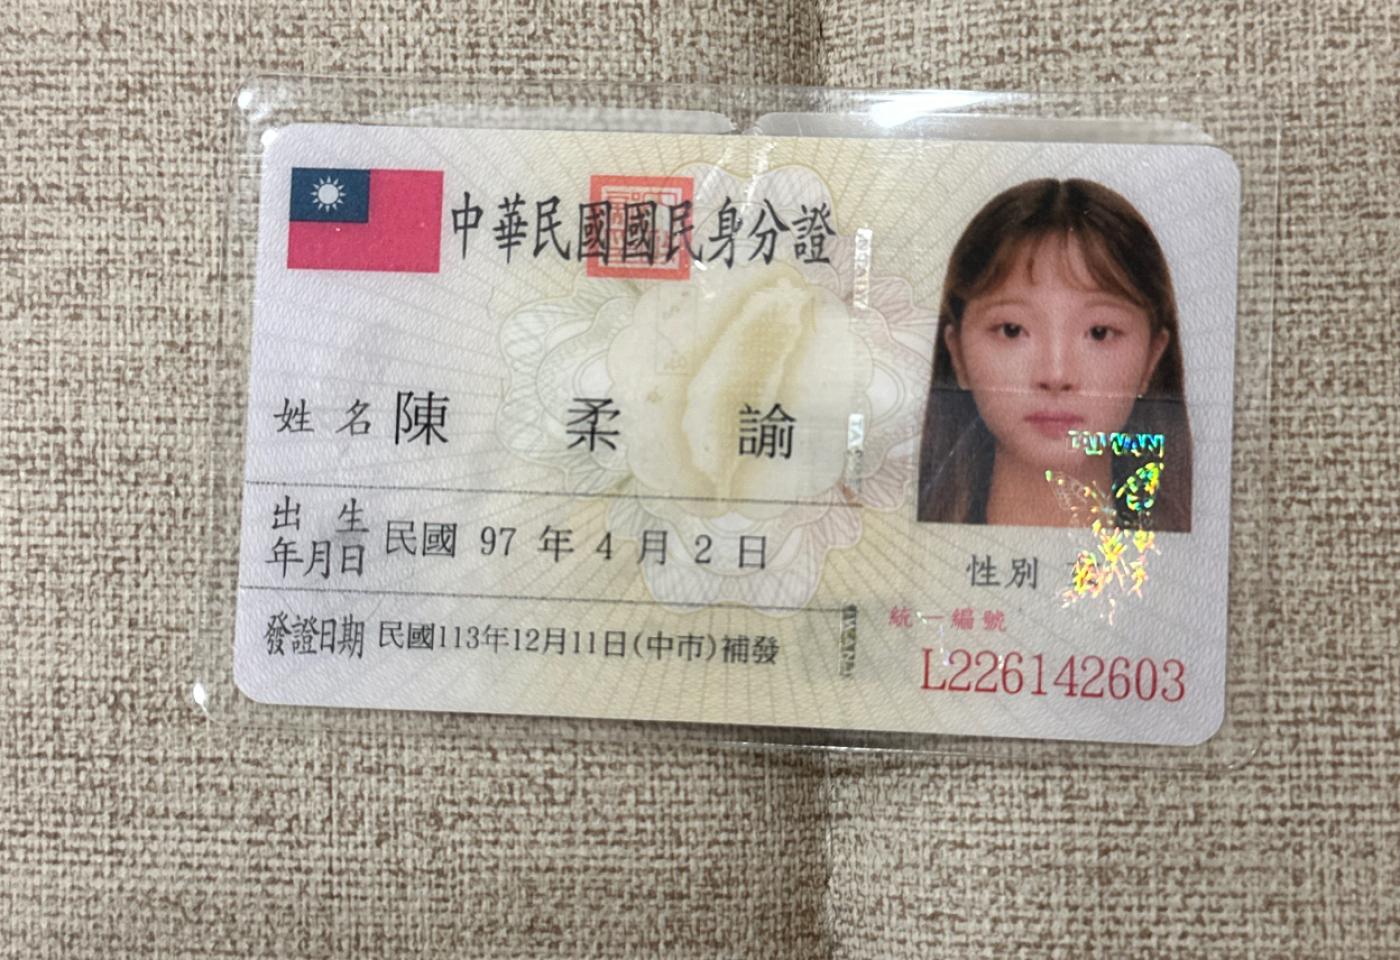 中華民國國民身分證
姓名 陳柔諭
出生年月日 民國 97 年 4 月 2 日
性別
發證日期 民國113年12月11日(中市)補發
統一編號
L226142603
TAIWAN